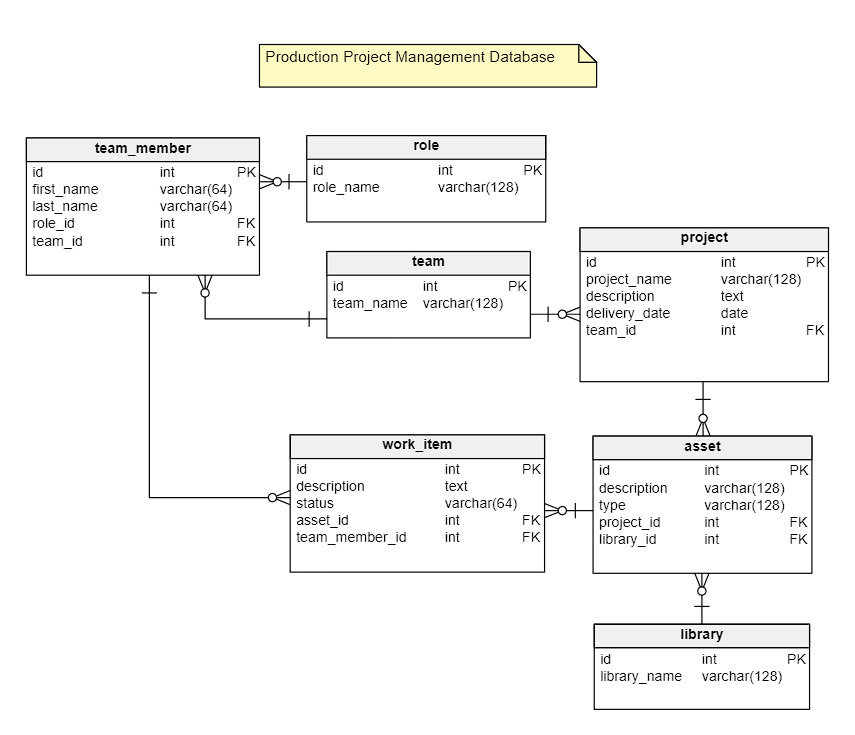 Production Project Management Database
team_member
id int PK
first_name varchar(64)
last_name varchar(64)
role_id int FK
team_id int FK
role
id int PK
role_name varchar(128)
team
id int PK
team_name varchar(128)
project
id int PK
project_name varchar(128)
description text
delivery_date date
team_id int FK
work_item
id int PK
description text
status varchar(64)
asset_id int FK
team_member_id int FK
asset
id int PK
description varchar(128)
type varchar(128)
project_id int FK
library_id int FK
library
id int PK
library_name varchar(128)